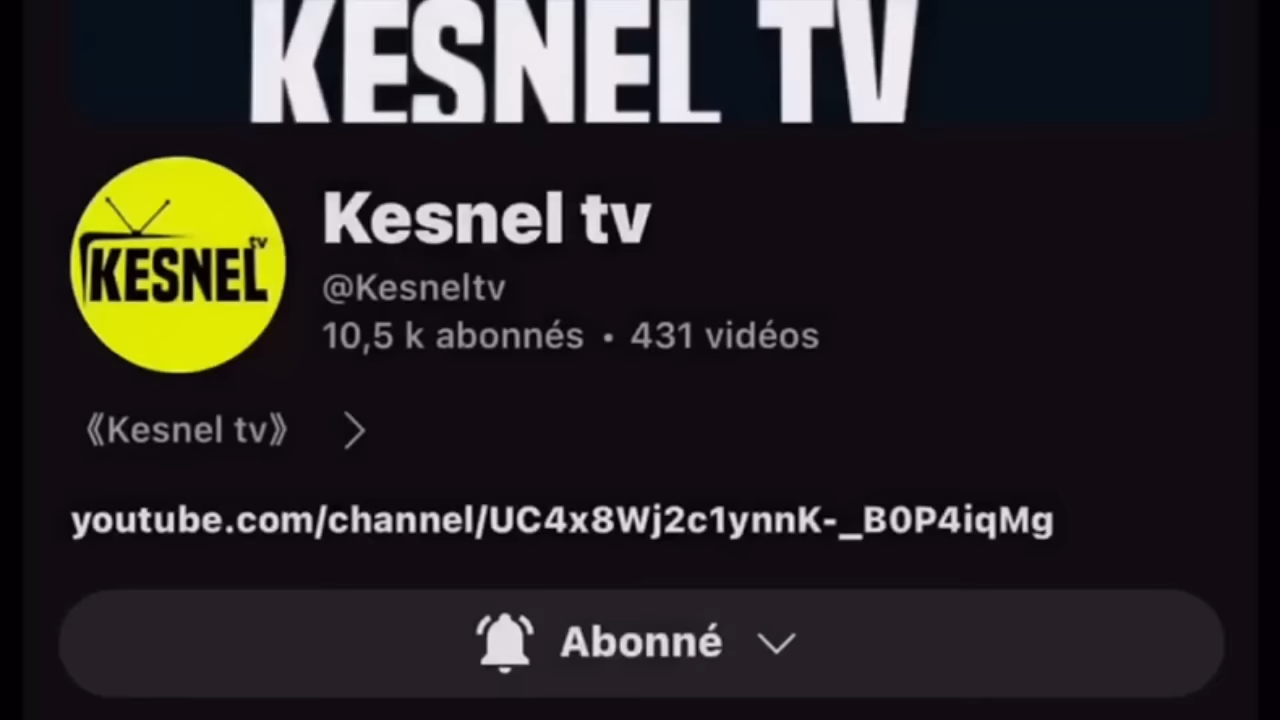 KESNEL TV
KESNEL tv
Kesnel tv
@Kesneltv
10,5 k abonnés • 431 vidéos
《Kesnel tv》
youtube.com/channel/UC4x8Wj2c1ynnK-_B0P4iqMg
Abonné